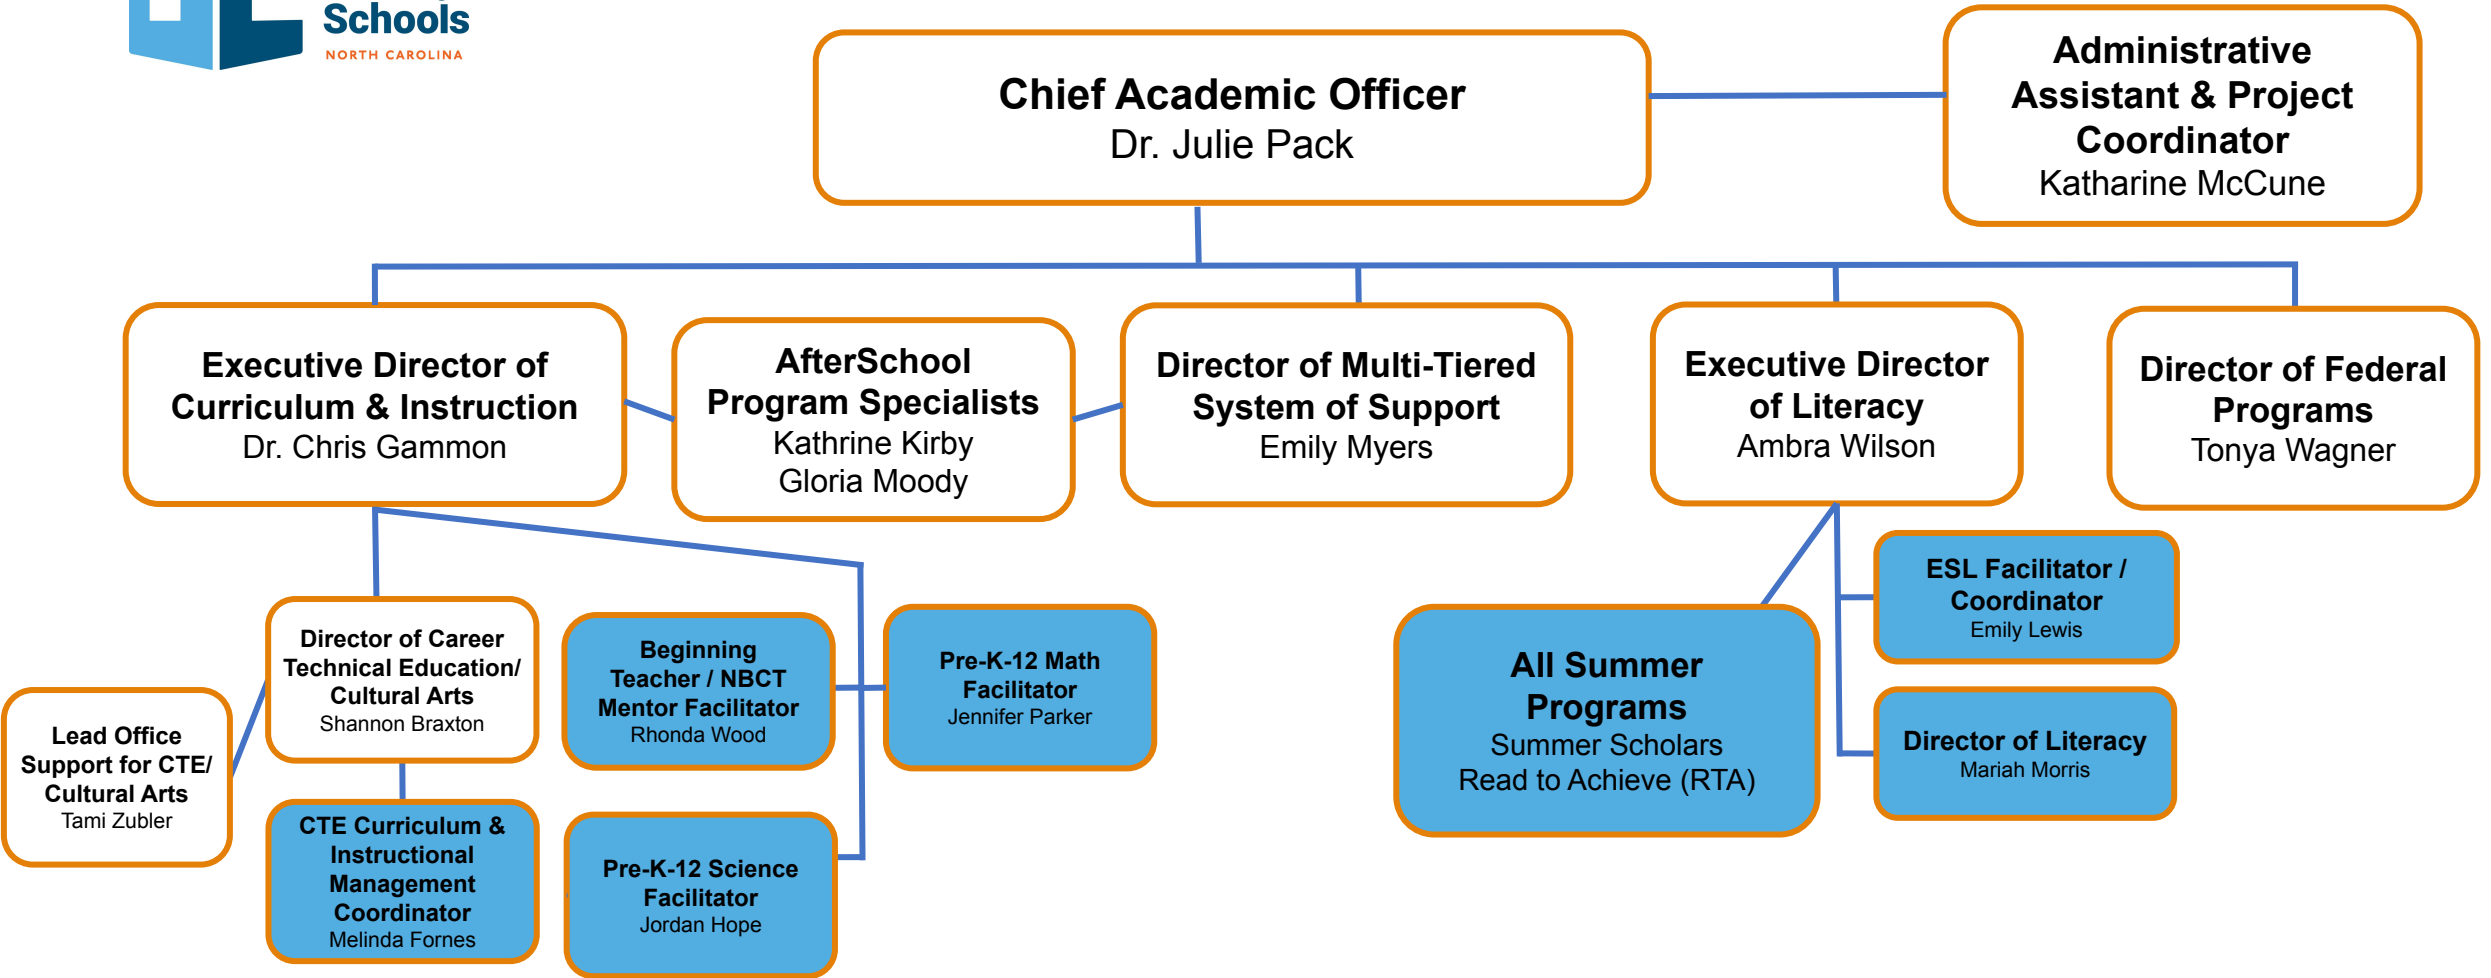 Schools
NORTH CAROLINA
Chief Academic Officer
Dr. Julie Pack
Administrative
Assistant & Project
Coordinator
Katharine McCune
Executive Director of
Curriculum & Instruction
Dr. Chris Gammon
AfterSchool
Program Specialists
Kathrine Kirby
Gloria Moody
Director of Multi-Tiered
System of Support
Emily Myers
Executive Director
of Literacy
Ambra Wilson
Director of Federal
Programs
Tonya Wagner
Lead Office
Support for CTE/
Cultural Arts
Tami Zubler
Director of Career
Technical Education/
Cultural Arts
Shannon Braxton
CTE Curriculum &
Instructional
Management
Coordinator
Melinda Fornes
Beginning
Teacher / NBCT
Mentor Facilitator
Rhonda Wood
Pre-K-12 Math
Facilitator
Jennifer Parker
Pre-K-12 Science
Facilitator
Jordan Hope
All Summer
Programs
Summer Scholars
Read to Achieve (RTA)
ESL Facilitator /
Coordinator
Emily Lewis
Director of Literacy
Mariah Morris